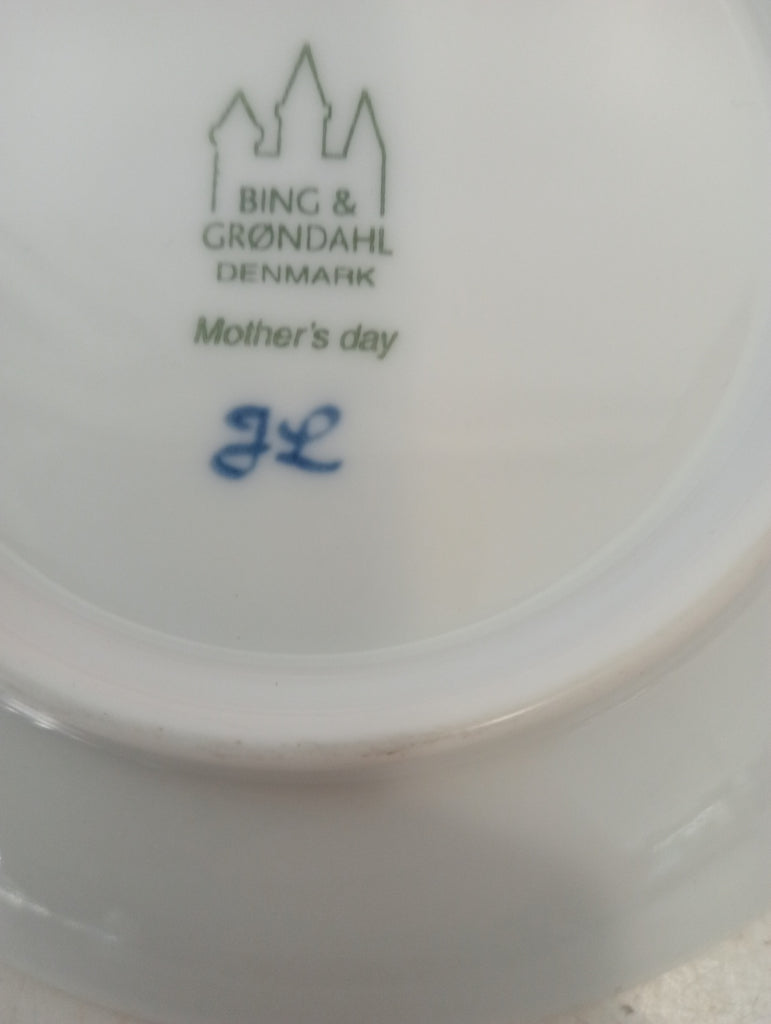 BING &
GRØNDAHL
DENMARK
Mother's day
JL